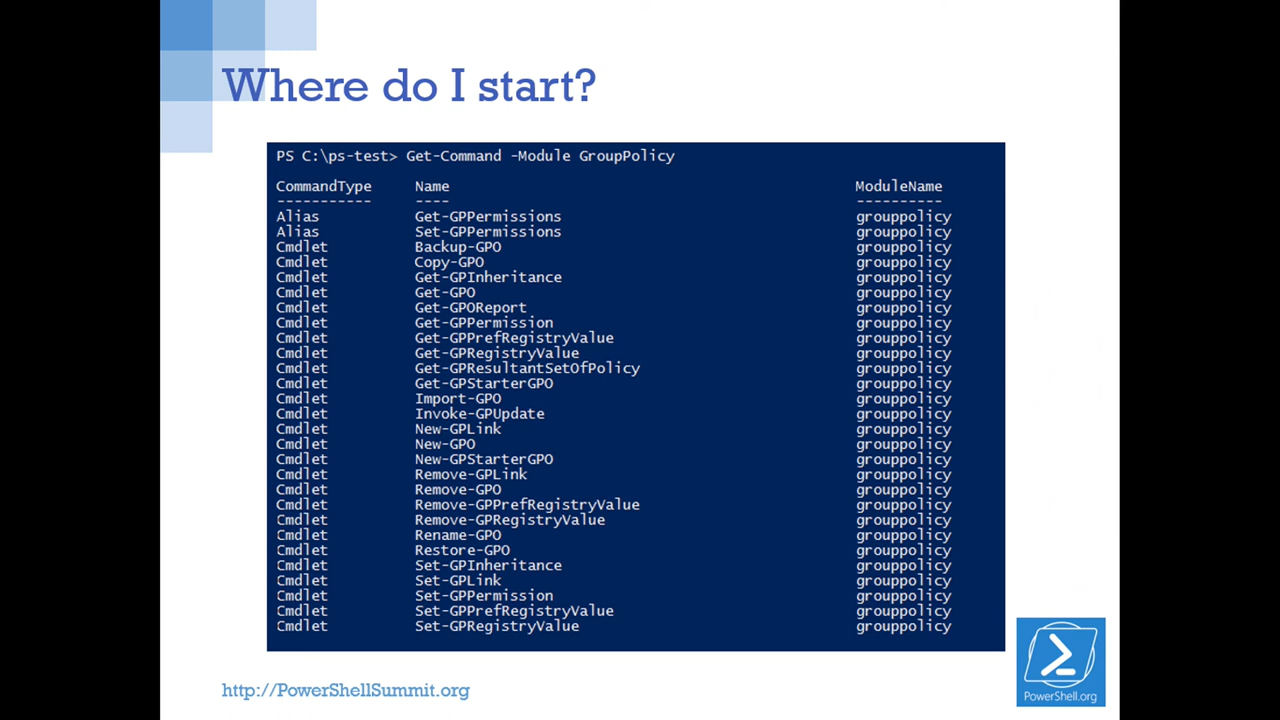 Where do I start?
PS C:\ps-test> Get-Command -Module GroupPolicy
CommandType Name ModuleName
----------- ---- ----------
Alias Get-GPPermissions grouppolicy
Alias Set-GPPermissions grouppolicy
Cmdlet Backup-GPO grouppolicy
Cmdlet Copy-GPO grouppolicy
Cmdlet Get-GPInheritance grouppolicy
Cmdlet Get-GPO grouppolicy
Cmdlet Get-GPOReport grouppolicy
Cmdlet Get-GPPermission grouppolicy
Cmdlet Get-GPPrefRegistryValue grouppolicy
Cmdlet Get-GPRegistryValue grouppolicy
Cmdlet Get-GPResultantSetOfPolicy grouppolicy
Cmdlet Get-GPStarterGPO grouppolicy
Cmdlet Import-GPO grouppolicy
Cmdlet Invoke-GPUpdate grouppolicy
Cmdlet New-GPLink grouppolicy
Cmdlet New-GPO grouppolicy
Cmdlet New-GPStarterGPO grouppolicy
Cmdlet Remove-GPLink grouppolicy
Cmdlet Remove-GPO grouppolicy
Cmdlet Remove-GPPrefRegistryValue grouppolicy
Cmdlet Remove-GPRegistryValue grouppolicy
Cmdlet Rename-GPO grouppolicy
Cmdlet Restore-GPO grouppolicy
Cmdlet Set-GPInheritance grouppolicy
Cmdlet Set-GPLink grouppolicy
Cmdlet Set-GPPermission grouppolicy
Cmdlet Set-GPPrefRegistryValue grouppolicy
Cmdlet Set-GPRegistryValue grouppolicy
http://PowerShellSummit.org
PowerShell.org